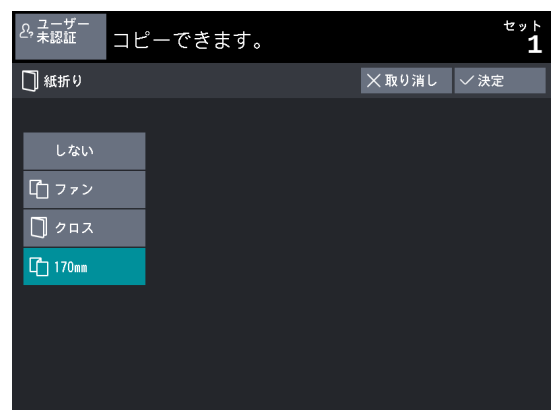 ユーザー
未認証
コピーできます。
セット
1
紙折り
取り消し
決定
しない
ファン
クロス
170mm